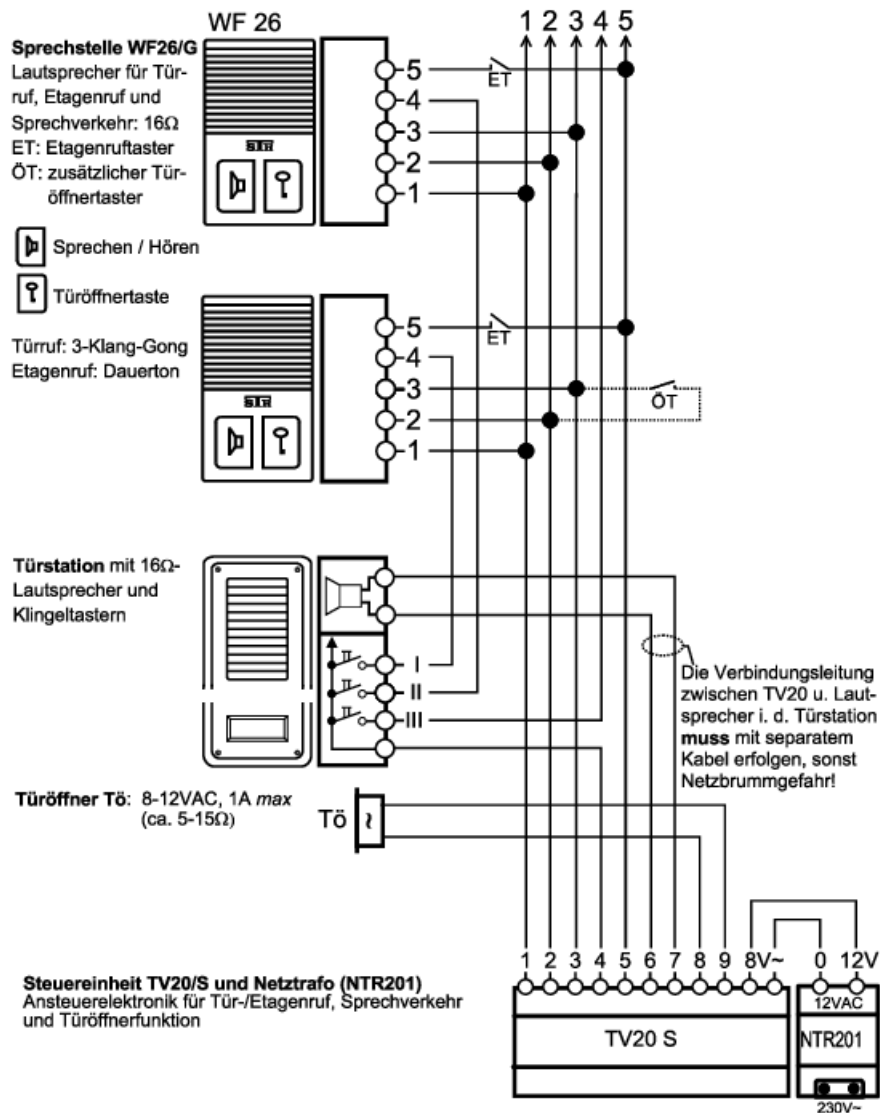 WF 26
1 2 3 4 5
Sprechstelle WF26/G
Lautsprecher für Tür-
ruf, Etagenruf und
Sprechverkehr: 16Ω
ET: Etagenruftaster
ÖT: zusätzlicher Tür-
öffnertaster
STR
5
4
3
2
1
ET
Sprechen / Hören
Türöffnertaste
Türruf: 3-Klang-Gong
Etagenruf: Dauerton
STR
5
4
3
2
1
ET
ÖT
Türstation mit 16Ω-
Lautsprecher und
Klingeltastern
I
II
III
Die Verbindungsleitung
zwischen TV20 u. Laut-
sprecher i. d. Türstation
muss mit separatem
Kabel erfolgen, sonst
Netzbrummgefahr!
Türöffner Tö: 8-12VAC, 1A max
(ca. 5-15Ω)
Tö
~
1 2 3 4 5 6 7 8 9 8V~ 0 12V
Steuereinheit TV20/S und Netztrafo (NTR201)
Ansteuerelektronik für Tür-/Etagenruf, Sprechverkehr
und Türöffnerfunktion
TV20 S
12VAC
NTR201
230V~